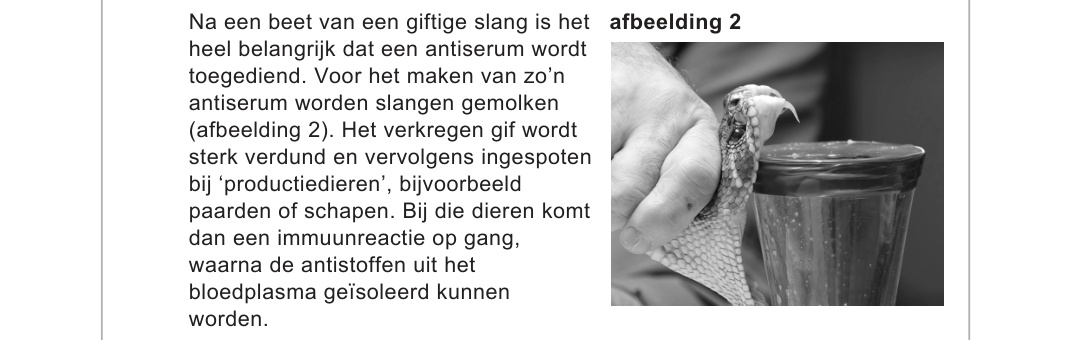 Na een beet van een giftige slang is het
heel belangrijk dat een antiserum wordt
toegediend. Voor het maken van zo’n
antiserum worden slangen gemolken
(afbeelding 2). Het verkregen gif wordt
sterk verdund en vervolgens ingespoten
bij ‘productiedieren’, bijvoorbeeld
paarden of schapen. Bij die dieren komt
dan een immuunreactie op gang,
waarna de antistoffen uit het
bloedplasma geïsoleerd kunnen
worden.
afbeelding 2